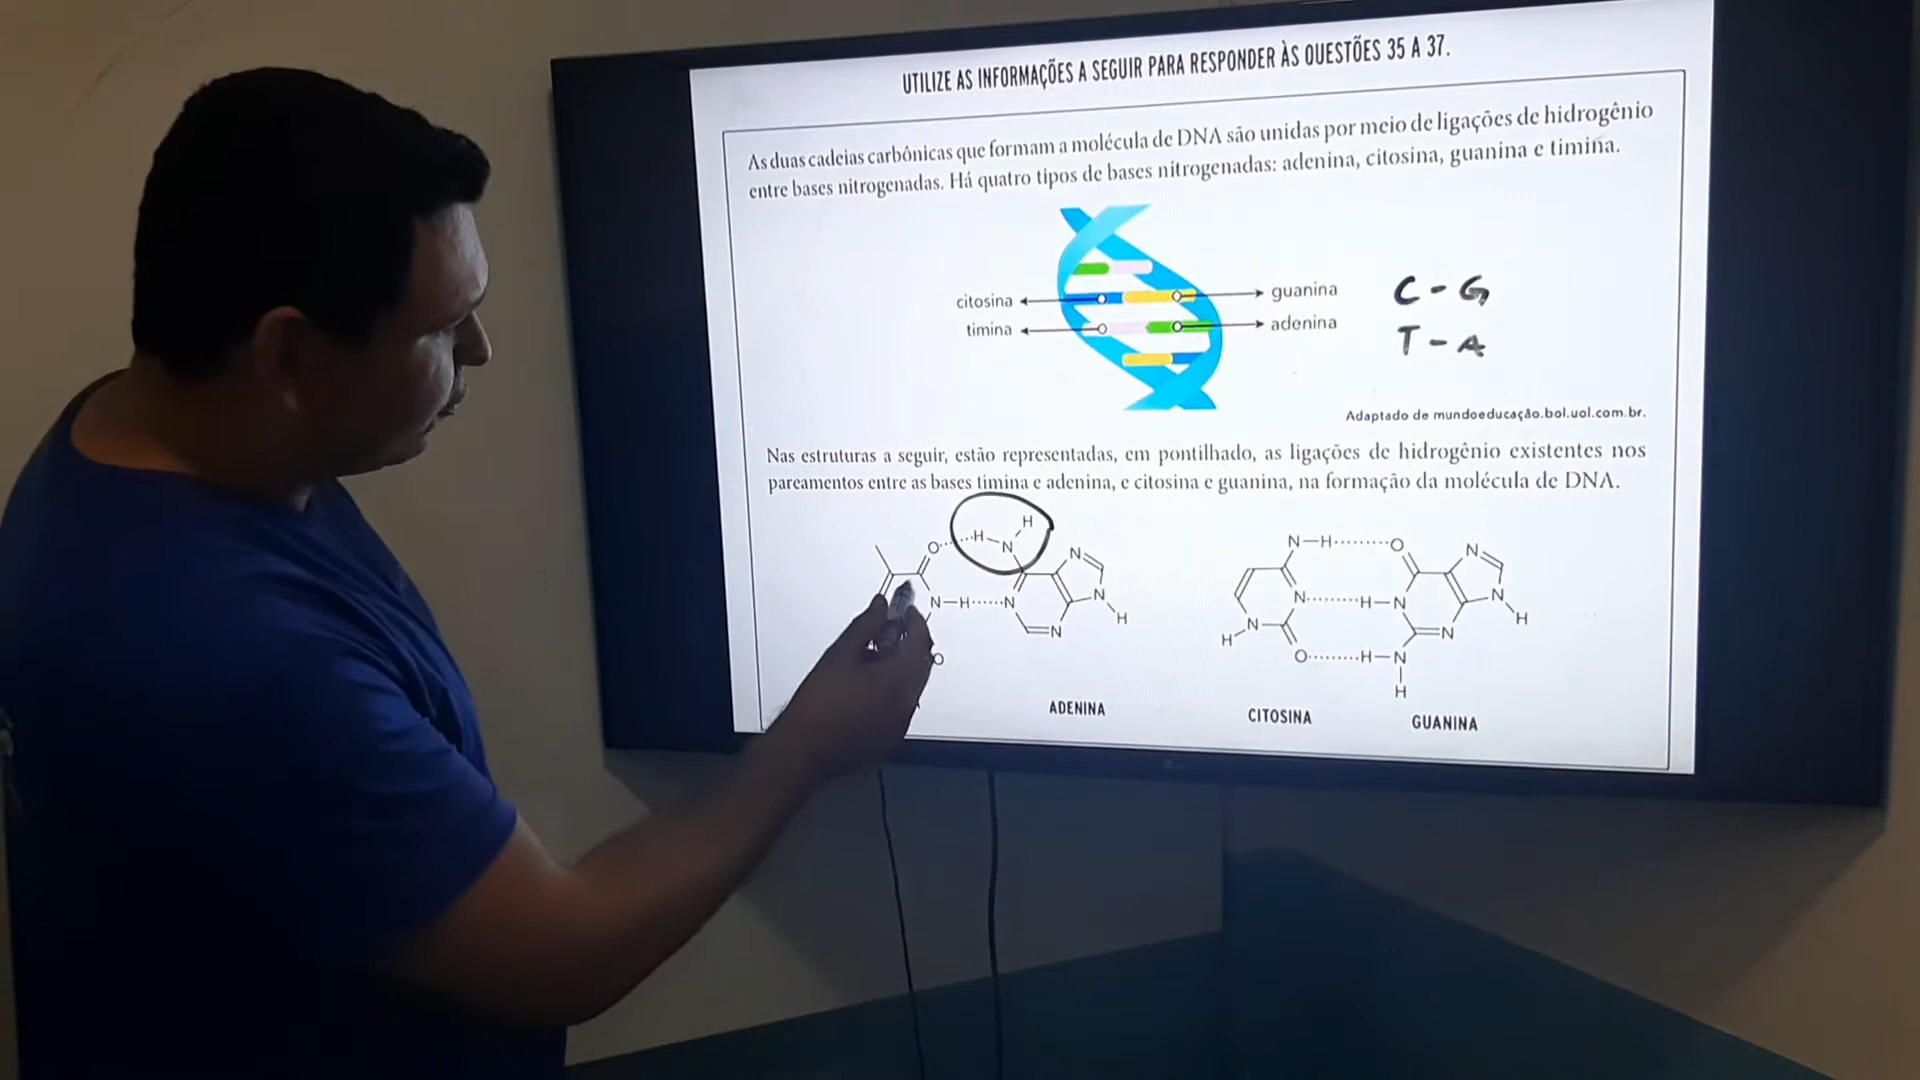 UTILIZE AS INFORMAÇÕES A SEGUIR PARA RESPONDER ÀS QUESTÕES 35 A 37.
As duas cadeias carbônicas que formam a molécula de DNA são unidas por meio de ligações de hidrogênio
entre bases nitrogenadas. Há quatro tipos de bases nitrogenadas: adenina, citosina, guanina e timina.
citosina
guanina
C - G
timina
adenina
T - A
Adaptado de mundoeducação.bol.uol.com.br.
Nas estruturas a seguir, estão representadas, em pontilhado, as ligações de hidrogênio existentes nos
pareamentos entre as bases timina e adenina, e citosina e guanina, na formação da molécula de DNA.
H
O H N N
N H N N H
N
O
N H O N
N H N N H
H N N
O H N
H
ADENINA
CITOSINA
GUANINA